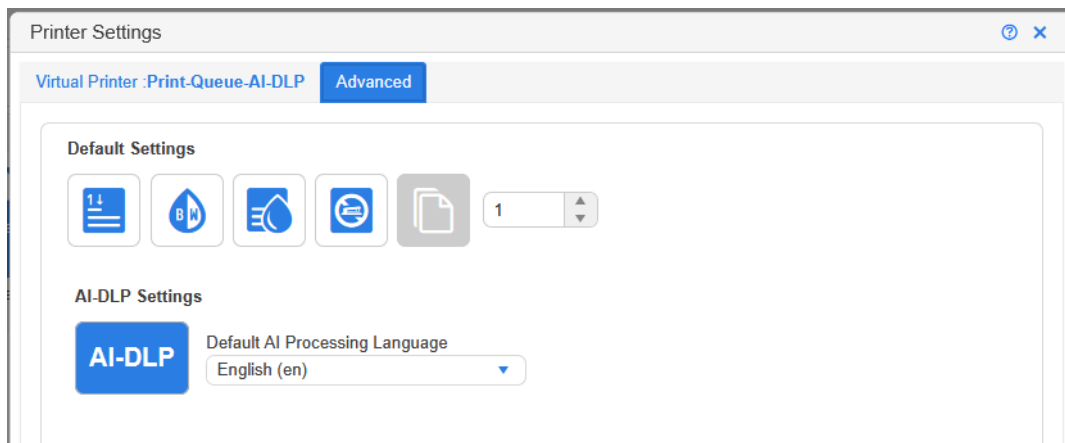 Printer Settings
Virtual Printer :Print-Queue-AI-DLP Advanced
Default Settings
1
B W
1
AI-DLP Settings
AI-DLP
Default AI Processing Language
English (en)